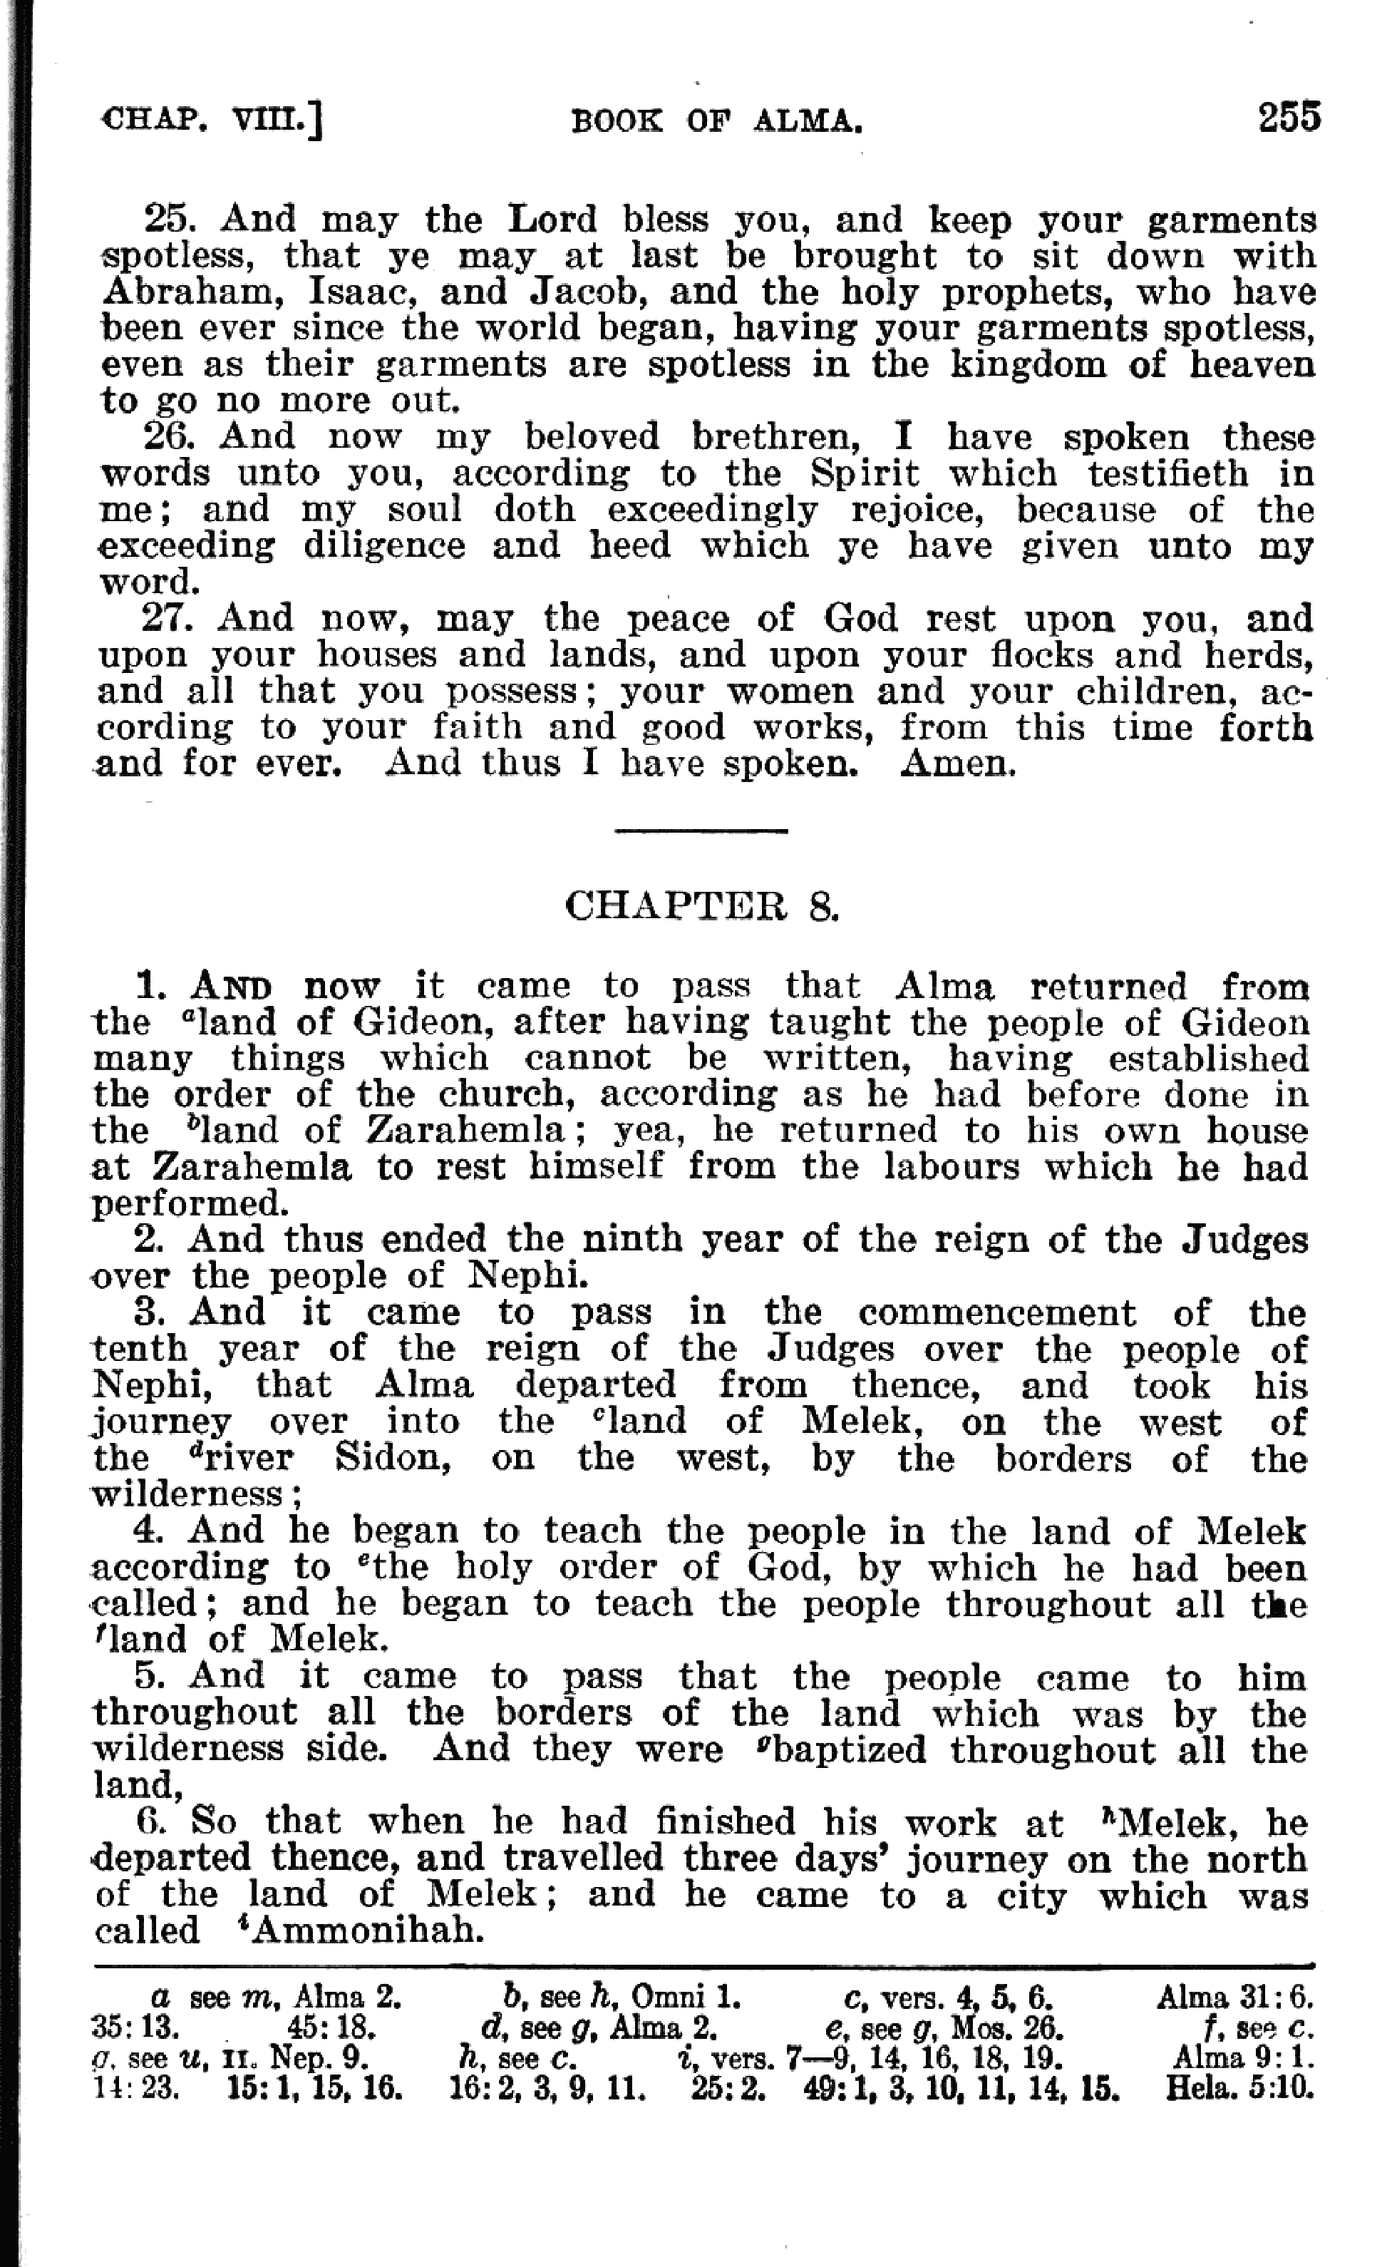 CHAP. VIII.] BOOK OF ALMA. 255
25. And may the Lord bless you, and keep your garments
spotless, that ye may at last be brought to sit down with
Abraham, Isaac, and Jacob, and the holy prophets, who have
been ever since the world began, having your garments spotless,
even as their garments are spotless in the kingdom of heaven
to go no more out.
26. And now my beloved brethren, I have spoken these
words unto you, according to the Spirit which testifieth in
me; and my soul doth exceedingly rejoice, because of the
exceeding diligence and heed which ye have given unto my
word.
27. And now, may the peace of God rest upon you, and
upon your houses and lands, and upon your flocks and herds,
and all that you possess; your women and your children, ac-
cording to your faith and good works, from this time forth
and for ever. And thus I have spoken. Amen.
CHAPTER 8.
1. AND now it came to pass that Alma returned from
the ᵃland of Gideon, after having taught the people of Gideon
many things which cannot be written, having established
the order of the church, according as he had before done in
the ᵇland of Zarahemla; yea, he returned to his own house
at Zarahemla to rest himself from the labours which he had
performed.
2. And thus ended the ninth year of the reign of the Judges
over the people of Nephi.
3. And it came to pass in the commencement of the
tenth year of the reign of the Judges over the people of
Nephi, that Alma departed from thence, and took his
journey over into the ᶜland of Melek, on the west of
the ᵈriver Sidon, on the west, by the borders of the
wilderness;
4. And he began to teach the people in the land of Melek
according to ᵉthe holy order of God, by which he had been
called; and he began to teach the people throughout all the
ᶠland of Melek.
5. And it came to pass that the people came to him
throughout all the borders of the land which was by the
wilderness side. And they were ᵍbaptized throughout all the
land,
6. So that when he had finished his work at ʰMelek, he
departed thence, and travelled three days' journey on the north
of the land of Melek; and he came to a city which was
called ⁱAmmonihah.
a see m, Alma 2. b, see h, Omni 1. c, vers. 4, 5, 6. Alma 31:6.
35:13. 45:18. d, see g, Alma 2. e, see g, Mos. 26. f, see c.
g, see u, II. Nep. 9. h, see c. i, vers. 7—9, 14, 16, 18, 19. Alma 9:1.
14:23. 15:1, 15, 16. 16:2, 3, 9, 11. 25:2. 49:1, 3, 10, 11, 14, 15. Hela. 5:10.